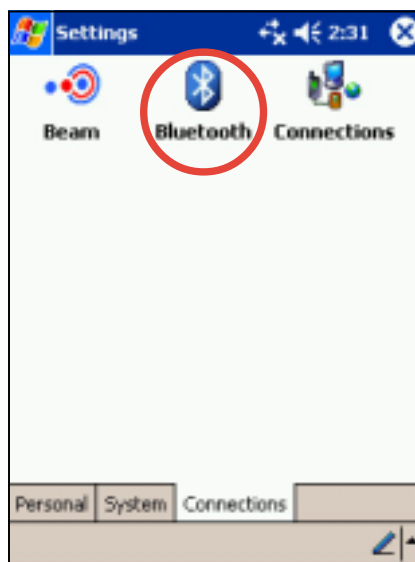 Settings 2:31
Beam Bluetooth Connections
Personal System Connections